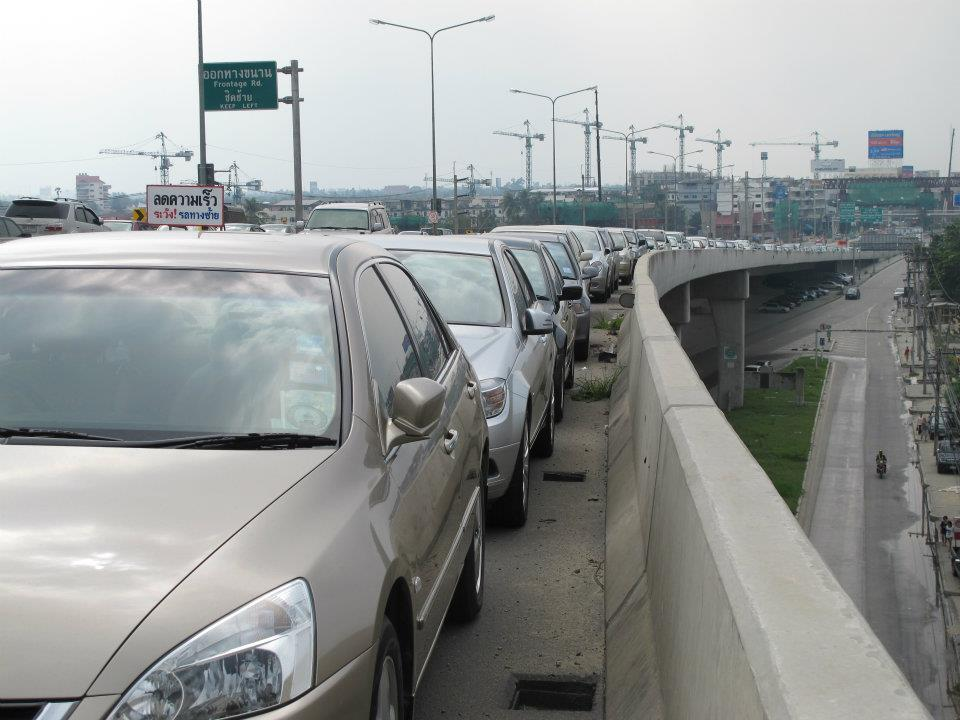 ออกทางขนาน
Frontage Rd.
ชิดซ้าย
KEEP LEFT
ลดความเร็ว
ระวัง! รถทางซ้าย